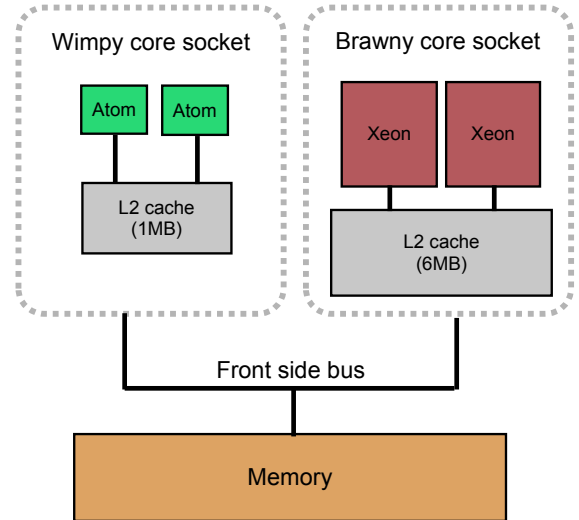 Wimpy core socket
Brawny core socket
Atom
Atom
Xeon
Xeon
L2 cache
(1MB)
L2 cache
(6MB)
Front side bus
Memory